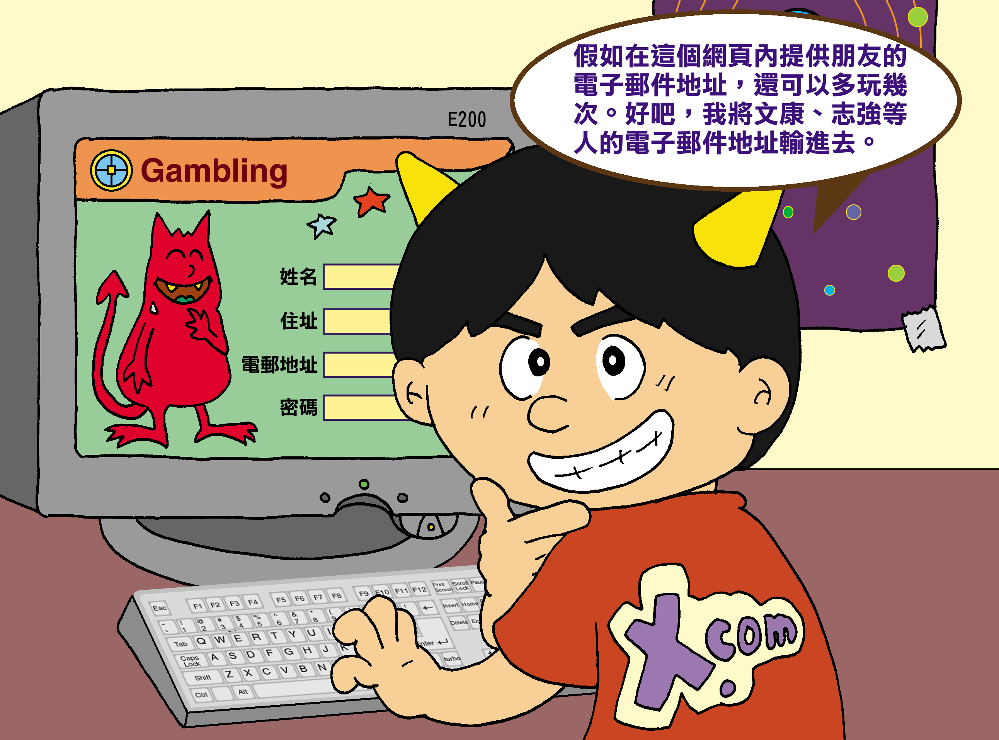 假如在這個網頁內提供朋友的
電子郵件地址，還可以多玩幾
次。好吧，我將文康、志強等
人的電子郵件地址輸進去。
E200
Gambling
姓名
住址
電郵地址
密碼
Esc F1 F2 F3 F4 F5 F6 F7 F8 F9 F10 F11 F12 Print Screen Scroll Lock
! 1 @ 2 # 3 $ 4 % 5 ^ 6 & 7 * 8 ( 9 Insert Home
Tab Q W E R T Y U Delete
Caps Lock A S D F G H J K
Shift Z X C V B N turbo
Ctrl Alt
X.com